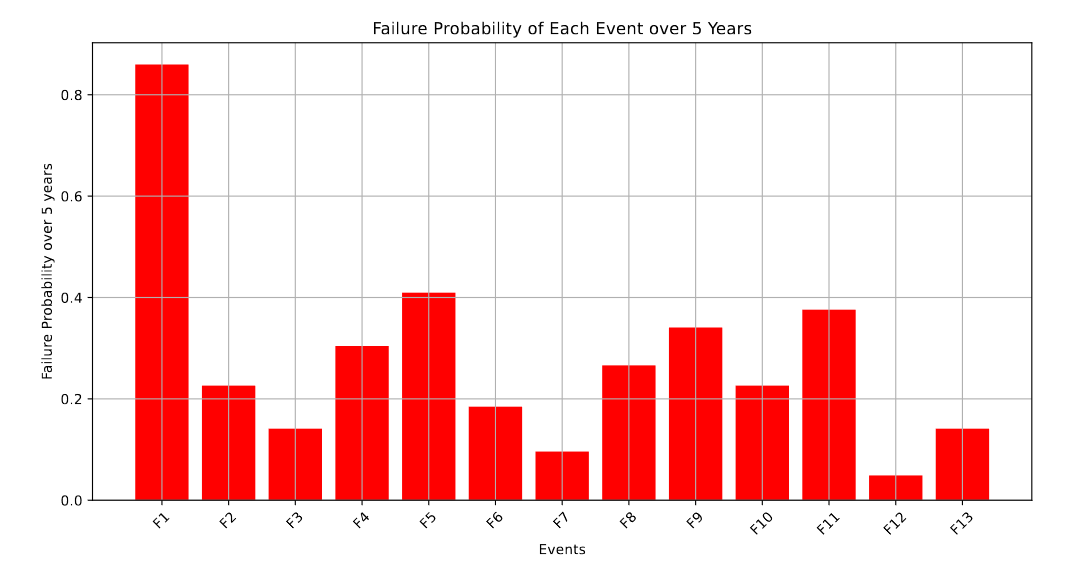 Failure Probability of Each Event over 5 Years
Failure Probability over 5 years
0.8
0.6
0.4
0.2
0.0
F1 F2 F3 F4 F5 F6 F7 F8 F9 F10 F11 F12 F13
Events